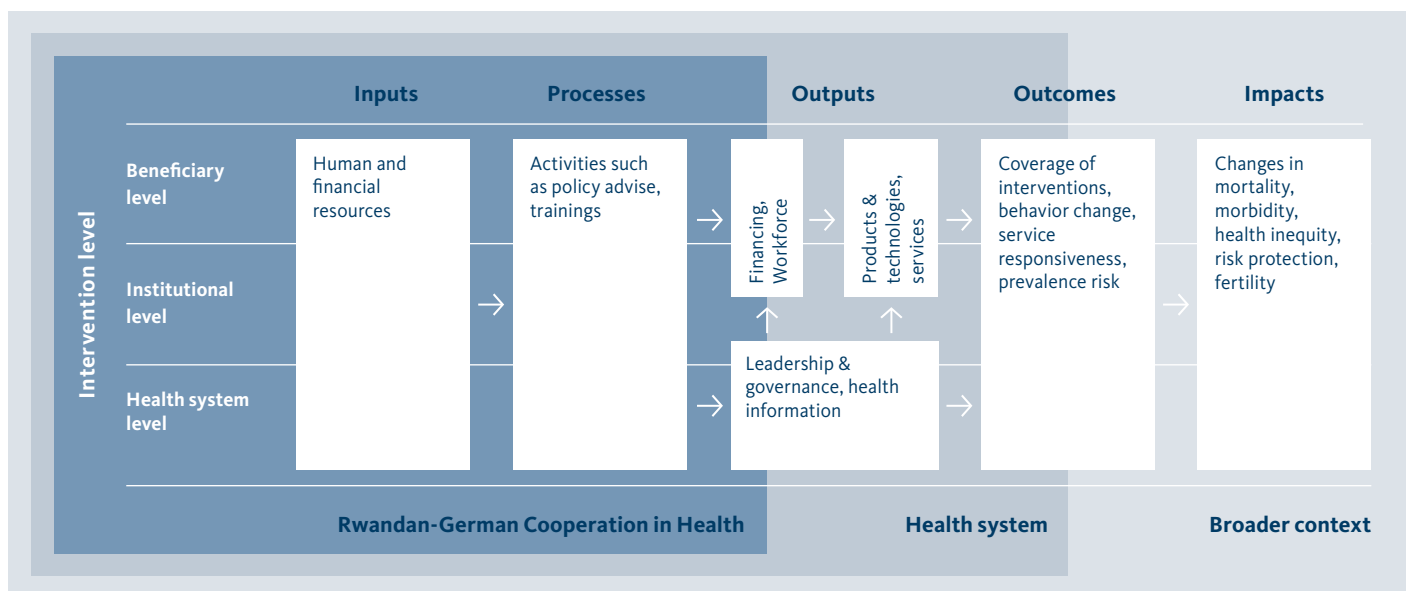 Inputs
Processes
Outputs
Outcomes
Impacts
Intervention level
Beneficiary
level
Institutional
level
Health system
level
Human and
financial
resources
Activities such
as policy advise,
trainings
Financing,
Workforce
Products &
technologies,
services
Leadership &
governance, health
information
Coverage of
interventions,
behavior change,
service
responsiveness,
prevalence risk
Changes in
mortality,
morbidity,
health inequity,
risk protection,
fertility
Rwandan-German Cooperation in Health
Health system
Broader context